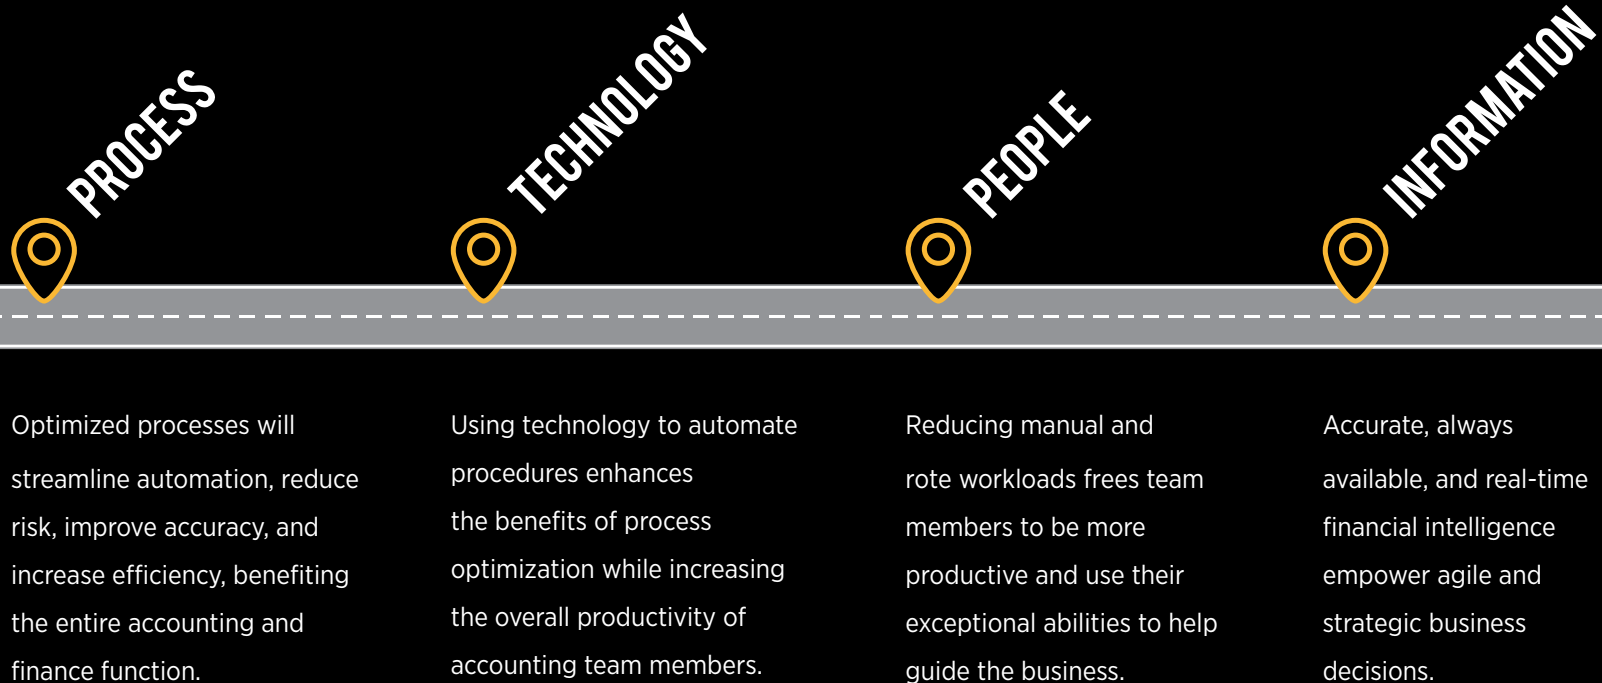 PROCESS
Optimized processes will
streamline automation, reduce
risk, improve accuracy, and
increase efficiency, benefiting
the entire accounting and
finance function.
TECHNOLOGY
Using technology to automate
procedures enhances
the benefits of process
optimization while increasing
the overall productivity of
accounting team members.
PEOPLE
Reducing manual and
rote workloads frees team
members to be more
productive and use their
exceptional abilities to help
guide the business.
INFORMATION
Accurate, always
available, and real-time
financial intelligence
empower agile and
strategic business
decisions.